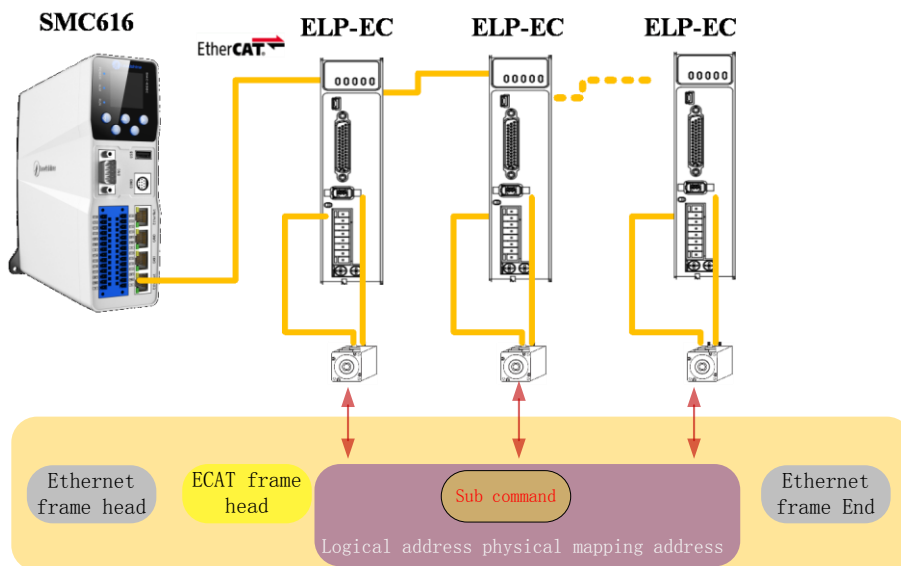 SMC616
EtherCAT
ELP-EC
ELP-EC
ELP-EC
Ethernet
frame head
ECAT frame
head
Sub command
Logical address physical mapping address
Ethernet
frame End